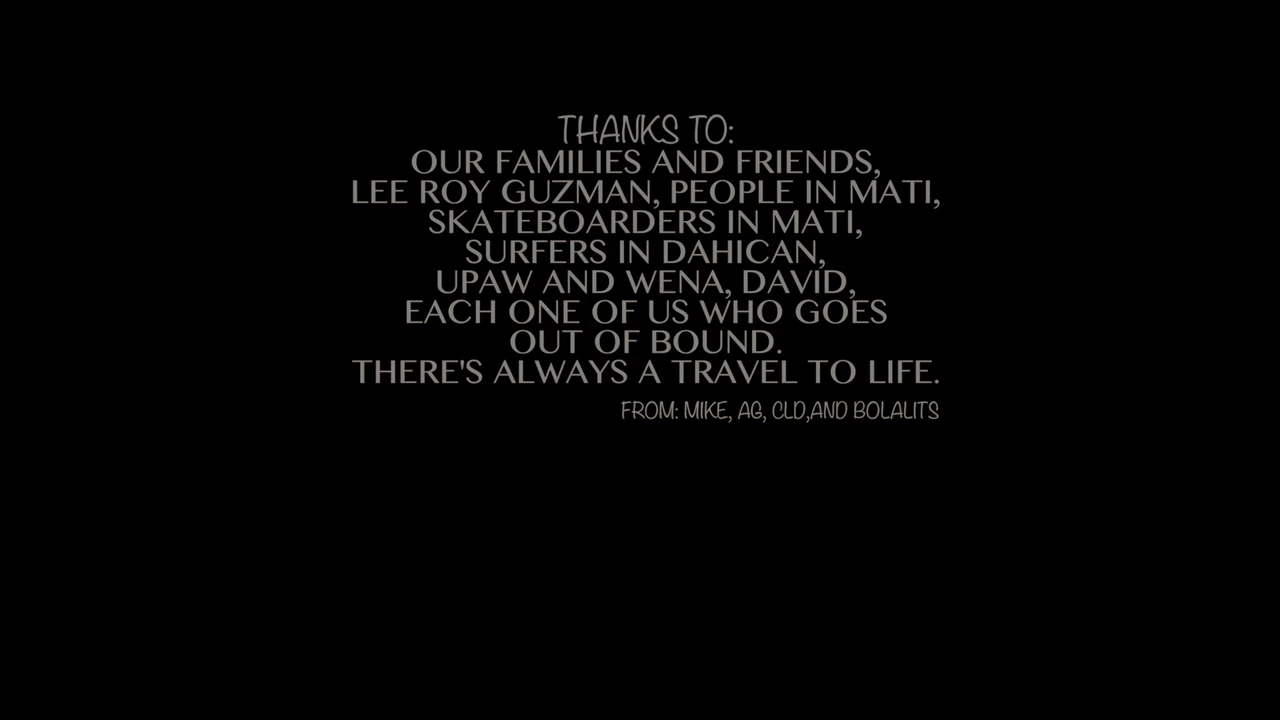 THANKS TO:
OUR FAMILIES AND FRIENDS,
LEE ROY GUZMAN, PEOPLE IN MATI,
SKATEBOARDERS IN MATI,
SURFERS IN DAHICAN,
UPAW AND WENA, DAVID,
EACH ONE OF US WHO GOES
OUT OF BOUND.
THERE'S ALWAYS A TRAVEL TO LIFE.
FROM: MIKE, AG, CLD,AND BOLALITS